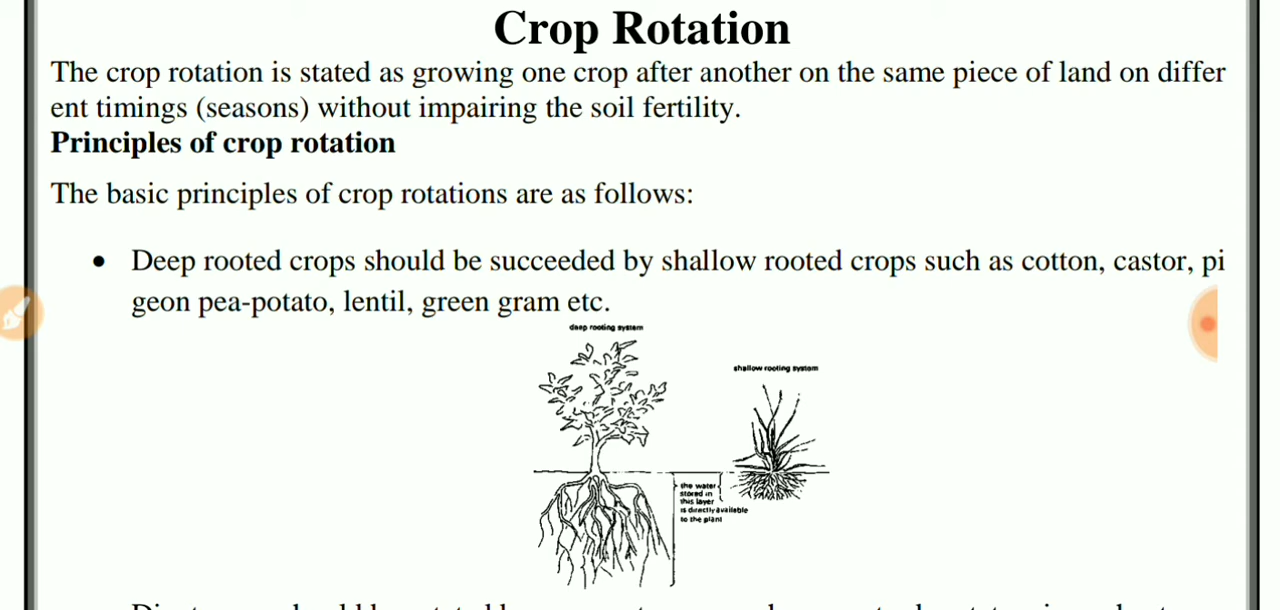 Crop Rotation
The crop rotation is stated as growing one crop after another on the same piece of land on differ
ent timings (seasons) without impairing the soil fertility.
Principles of crop rotation
The basic principles of crop rotations are as follows:
• Deep rooted crops should be succeeded by shallow rooted crops such as cotton, castor, pi
geon pea-potato, lentil, green gram etc.
deep rooting system
shallow rooting system
the water
stored in
this layer
is directly available
to the plant